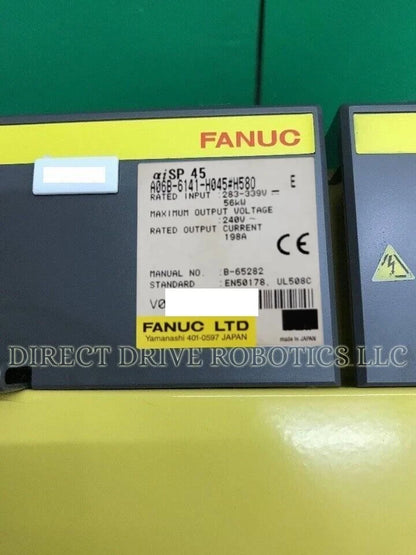 FANUC
αiSP 45
A06B-6141-H045#H580 E
RATED INPUT :283-339V
56kW
MAXIMUM OUTPUT VOLTAGE
:240V ~
RATED OUTPUT CURRENT
198A
CE
MANUAL NO. :B-65282
STANDARD :EN50178, UL508C
V0
FANUC LTD
Yamanashi 401-0597 JAPAN
made in JAPAN
DIRECT DRIVE ROBOTICS LLC